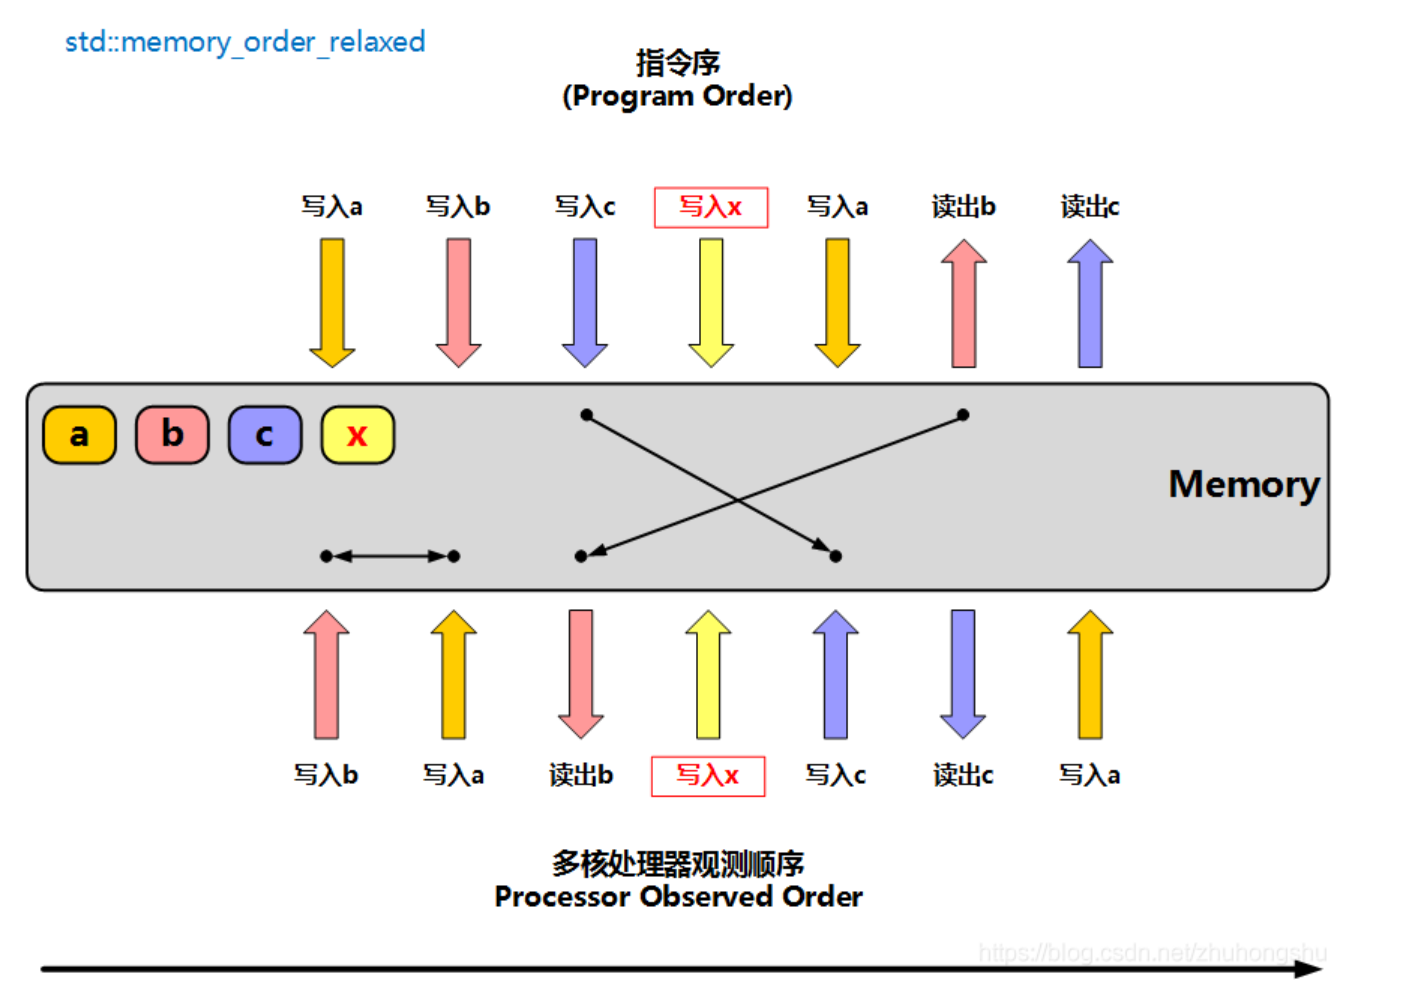 std::memory_order_relaxed
指令序
(Program Order)
写入a 写入b 写入c 写入x 写入a 读出b 读出c
a b c x
Memory
写入b 写入a 读出b 写入x 写入c 读出c 写入a
多核处理器观测顺序
Processor Observed Order
https://blog.csdn.net/zhuhongshu